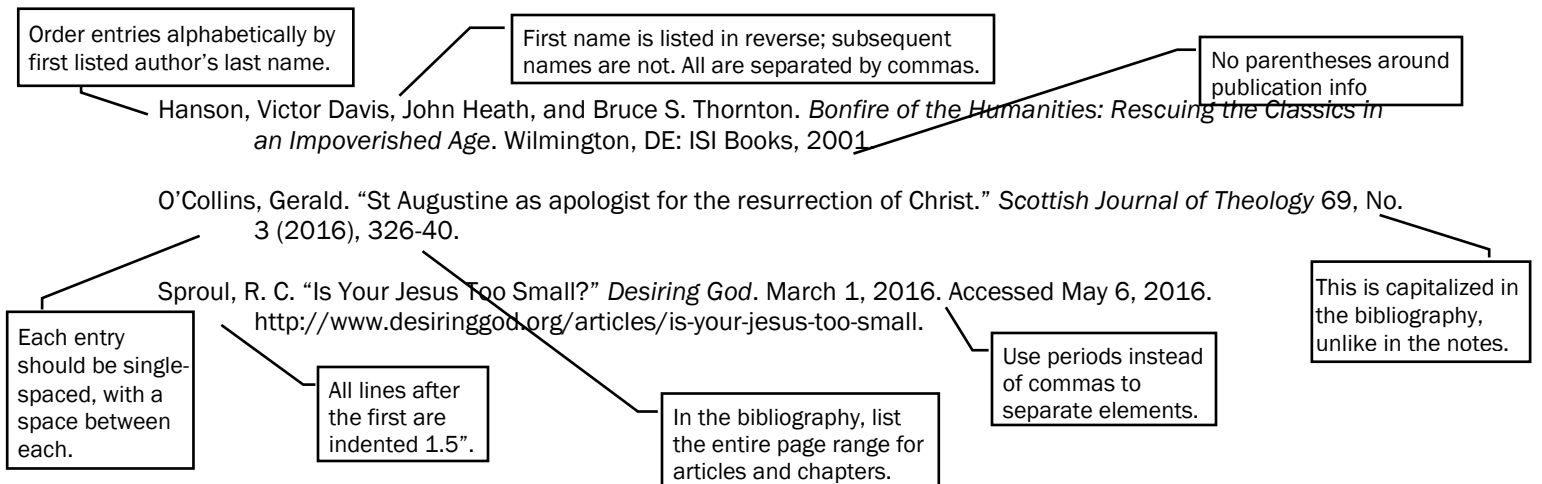 Order entries alphabetically by
first listed author's last name.
First name is listed in reverse; subsequent
names are not. All are separated by commas.
No parentheses around
publication info
Hanson, Victor Davis, John Heath, and Bruce S. Thornton. Bonfire of the Humanities: Rescuing the Classics in
an Impoverished Age. Wilmington, DE: ISI Books, 2001.
O’Collins, Gerald. “St Augustine as apologist for the resurrection of Christ.” Scottish Journal of Theology 69, No.
3 (2016), 326-40.
Sproul, R. C. “Is Your Jesus Too Small?” Desiring God. March 1, 2016. Accessed May 6, 2016.
http://www.desiringgod.org/articles/is-your-jesus-too-small.
Each entry
should be single-
spaced, with a
space between
each.
All lines after
the first are
indented 1.5”.
In the bibliography, list
the entire page range for
articles and chapters.
Use periods instead
of commas to
separate elements.
This is capitalized in
the bibliography,
unlike in the notes.